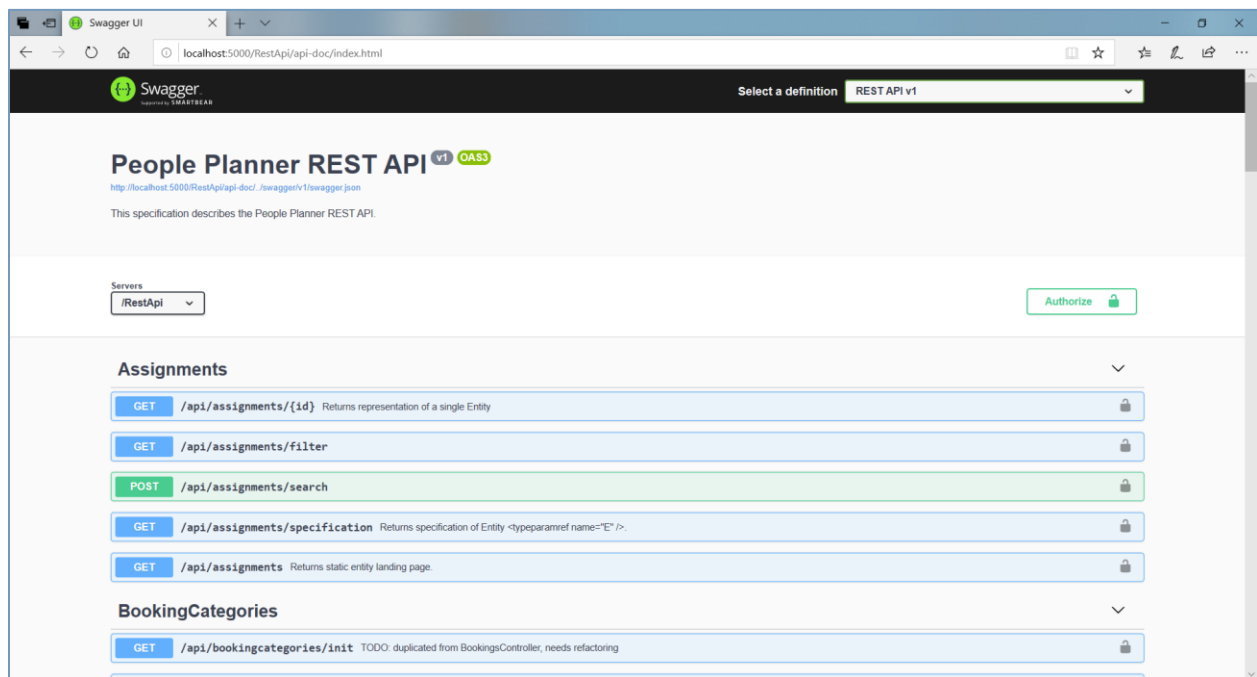 Swagger UI
localhost:5000/RestApi/api-doc/index.html
Swagger.
Supported by SMARTBEAR
Select a definition REST API v1
People Planner REST API v1 OAS3
http://localhost:5000/RestApi/api-doc/../swagger/v1/swagger.json
This specification describes the People Planner REST API.
Servers
/RestApi
Authorize
Assignments
GET /api/assignments/{id} Returns representation of a single Entity
GET /api/assignments/filter
POST /api/assignments/search
GET /api/assignments/specification Returns specification of Entity <typeparamref name="E" />.
GET /api/assignments Returns static entity landing page.
BookingCategories
GET /api/bookingcategories/init TODO: duplicated from BookingsController, needs refactoring